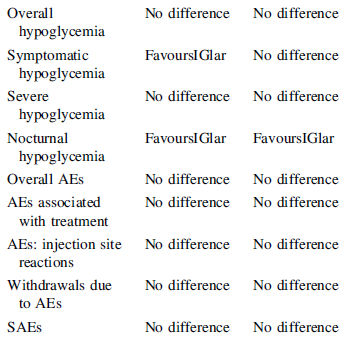 Overall hypoglycemia No difference No difference
Symptomatic hypoglycemia FavoursIGlar No difference
Severe hypoglycemia No difference No difference
Nocturnal hypoglycemia FavoursIGlar FavoursIGlar
Overall AEs No difference No difference
AEs associated with treatment No difference No difference
AEs: injection site reactions No difference No difference
Withdrawals due to AEs No difference No difference
SAEs No difference No difference